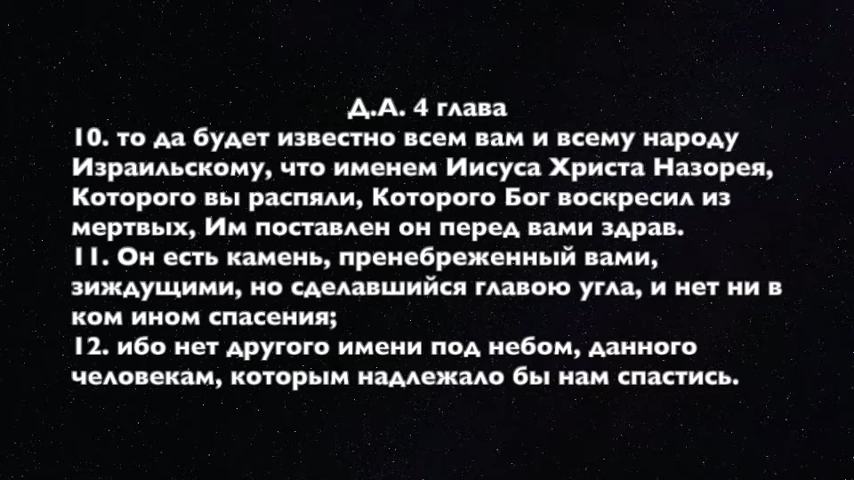 Д.А. 4 глава
10. то да будет известно всем вам и всему народу
Израильскому, что именем Иисуса Христа Назорея,
Которого вы распяли, Которого Бог воскресил из
мертвых, Им поставлен он перед вами здрав.
11. Он есть камень, пренебреженный вами,
зиждущими, но сделавшийся главою угла, и нет ни в
ком ином спасения;
12. ибо нет другого имени под небом, данного
человекам, которым надлежало бы нам спастись.